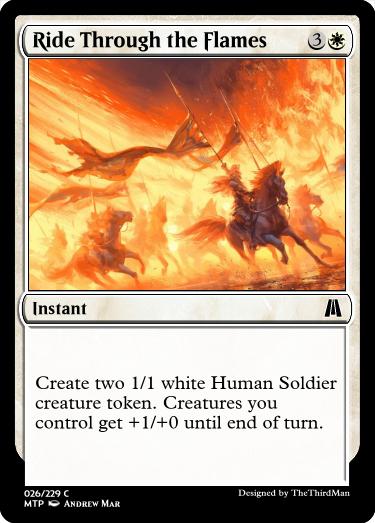 Ride Through the Flames 3
Instant
Create two 1/1 white Human Soldier
creature token. Creatures you
control get +1/+0 until end of turn.
026/229 C
Designed by TheThirdMan
MTP Andrew Mar